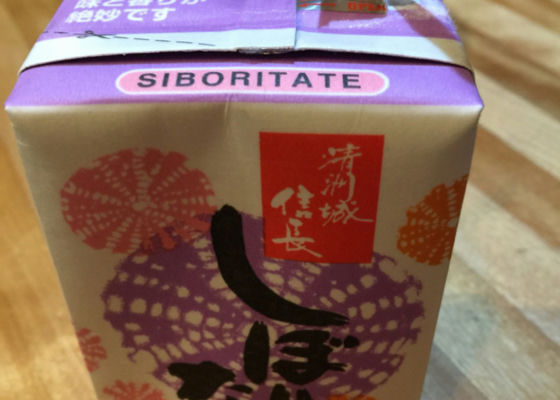 味と香りが
絶妙です
SIBORITATE
清洲城
信長
しぼ